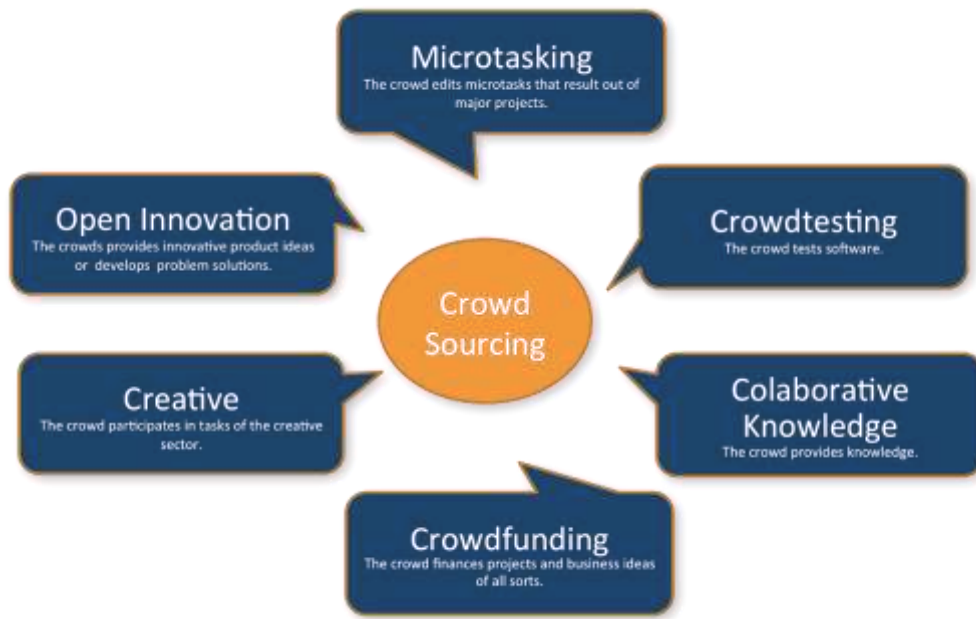 Microtasking
The crowd edits microtasks that result out of
major projects.
Open Innovation
The crowds provides innovative product ideas
or develops problem solutions.
Crowdtesting
The crowd tests software.
Crowd
Sourcing
Creative
The crowd participates in tasks of the creative
sector.
Colaborative
Knowledge
The crowd provides knowledge.
Crowdfunding
The crowd finances projects and business ideas
of all sorts.